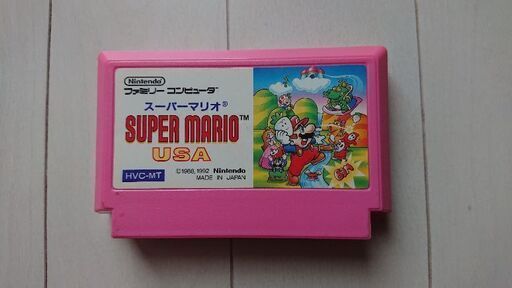 Nintendo
ファミリー コンピュータ
スーパーマリオ®
SUPER MARIO™
USA
HVC-MT
©1988,1992 Nintendo
MADE IN JAPAN